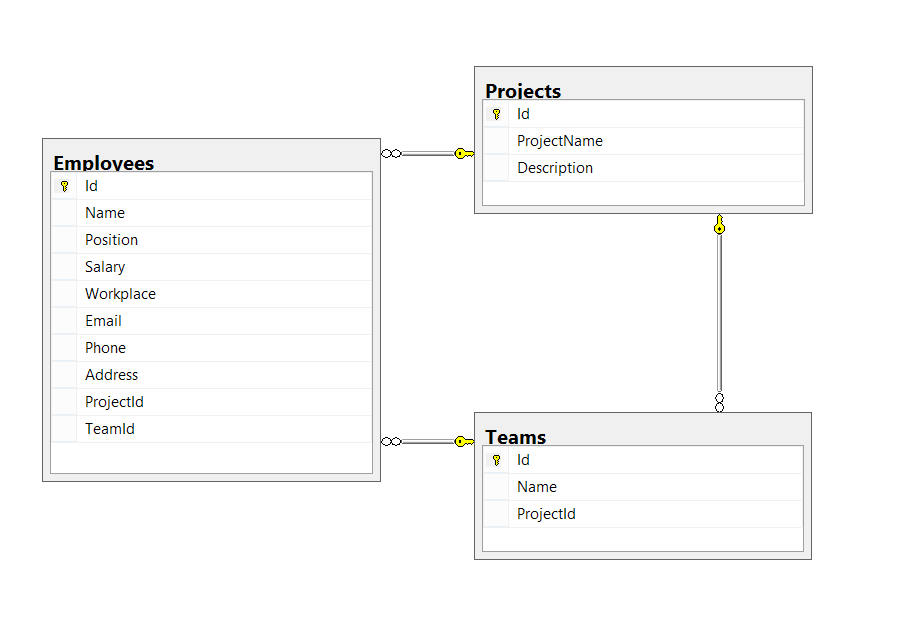 Employees
Id
Name
Position
Salary
Workplace
Email
Phone
Address
ProjectId
TeamId
Projects
Id
ProjectName
Description
Teams
Id
Name
ProjectId